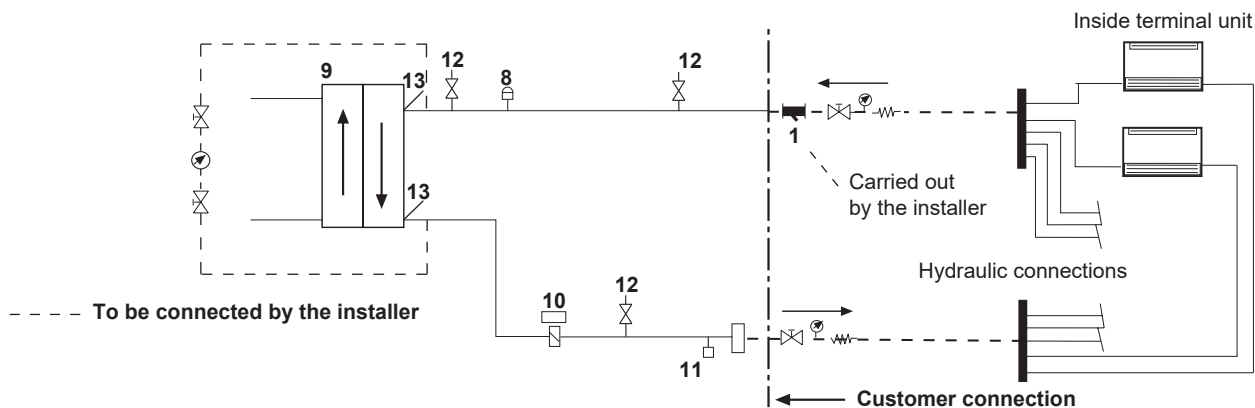 Inside terminal unit
12
8
12
9
13
1
13
Carried out
by the installer
Hydraulic connections
12
10
- - - - - To be connected by the installer
11
Customer connection